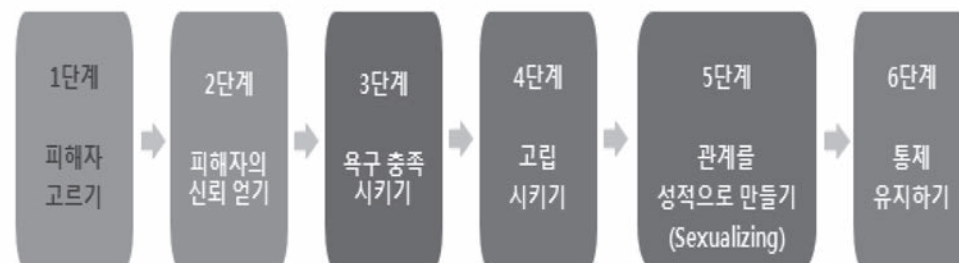 1단계
피해자
고르기
2단계
피해자의
신뢰 얻기
3단계
욕구 충족
시키기
4단계
고립
시키기
5단계
관계를
성적으로 만들기
(Sexualizing)
6단계
통제
유지하기